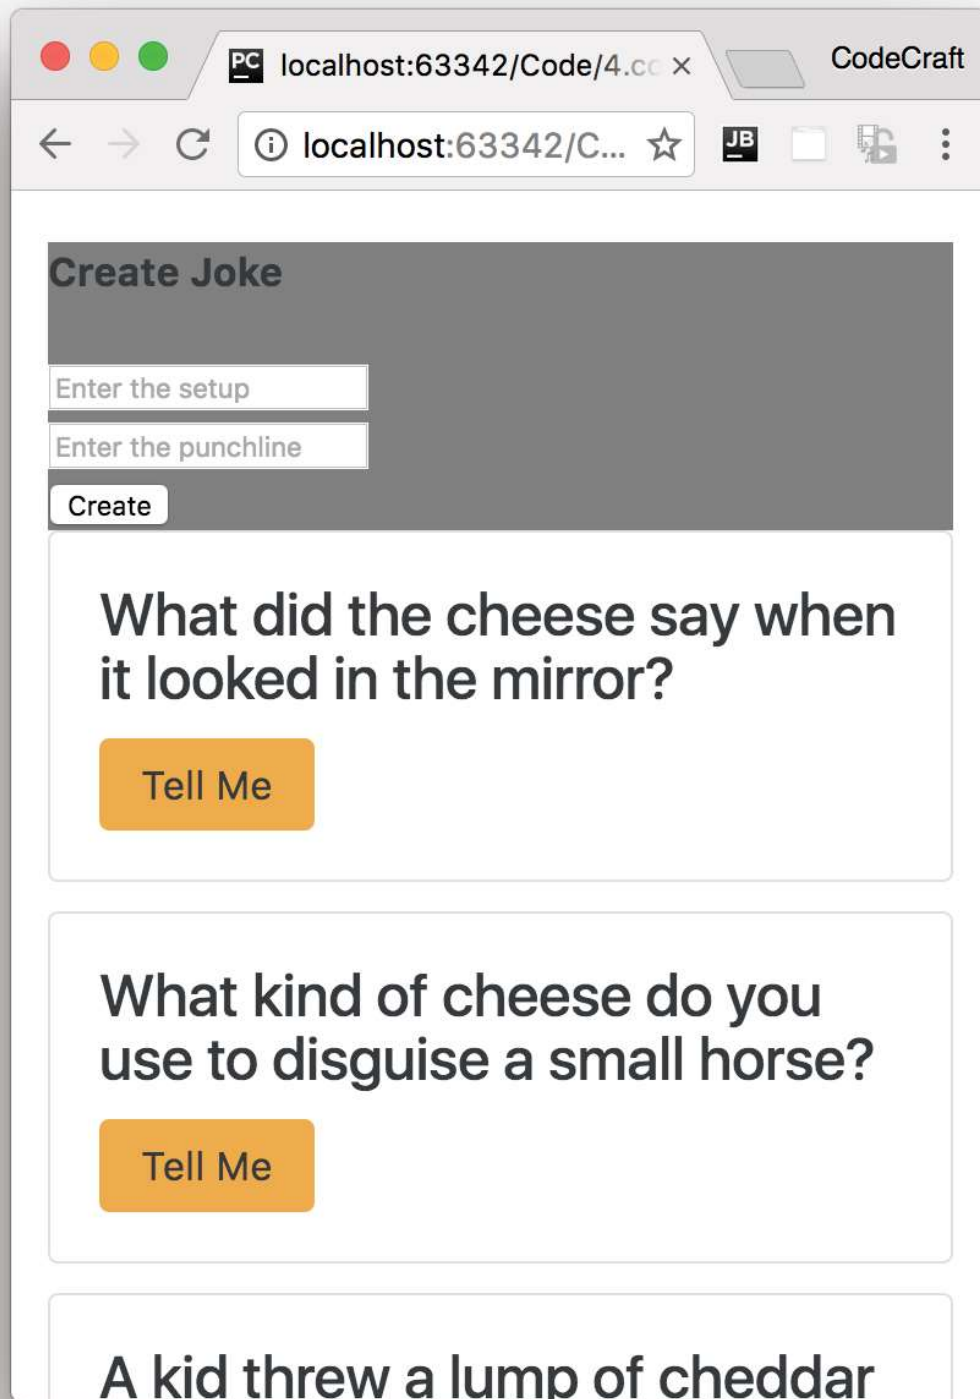 PC localhost:63342/Code/4.co
CodeCraft
localhost:63342/C...
JB
Create Joke
Enter the setup
Enter the punchline
Create
What did the cheese say when
it looked in the mirror?
Tell Me
What kind of cheese do you
use to disguise a small horse?
Tell Me
A kid threw a lump of cheddar